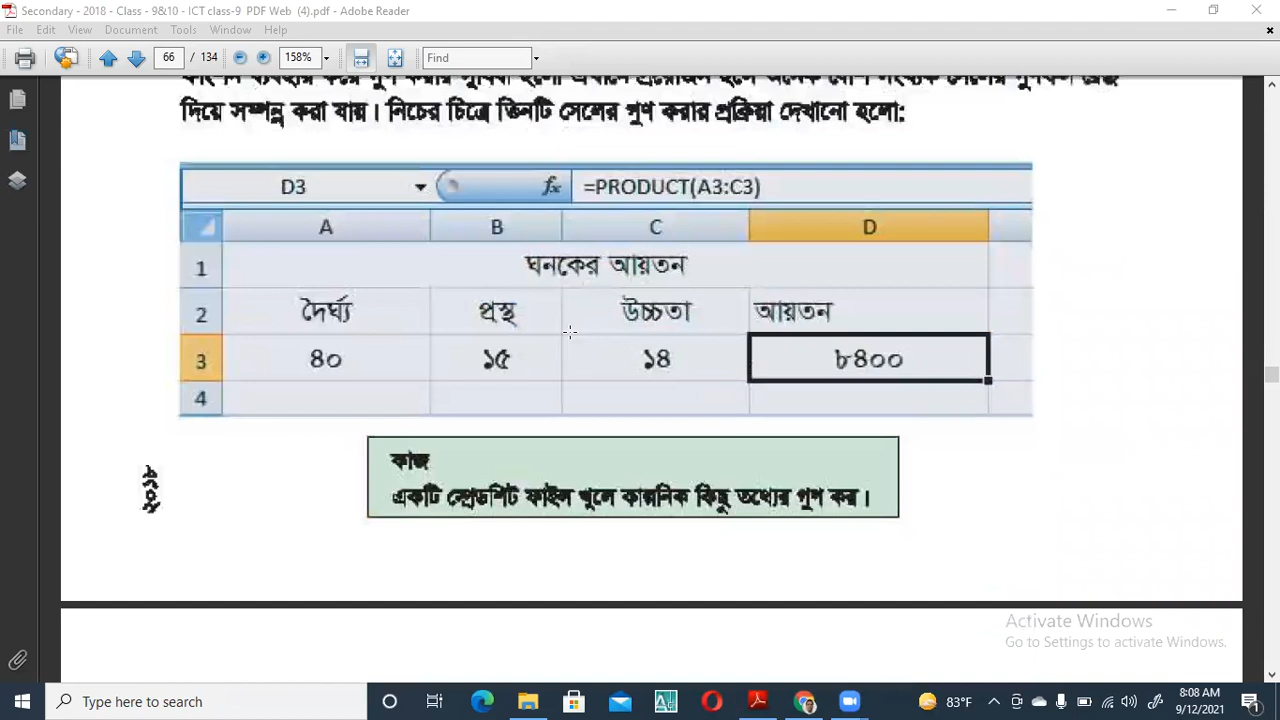 Secondary - 2018 - Class - 9&10 - ICT class-9 PDF Web (4).pdf - Adobe Reader
File Edit View Document Tools Window Help
66 / 134 158% Find
দিয়ে সম্পন্ন করা যায়। নিচের চিত্রে তিনটি সেলের গুণ করার প্রক্রিয়া দেখানো হলো:
D3 fx =PRODUCT(A3:C3)
A B C D
1 ঘনকের আয়তন
2 দৈর্ঘ্য প্রস্থ উচ্চতা আয়তন
3 ৪০ ১৫ ১৪ ৮৪০০
4
কাজ
একটি স্প্রেডশিট ফাইল খুলে কাল্পনিক কিছু তথ্যের গুণ কর।
২০১৮
Activate Windows
Go to Settings to activate Windows.
Type here to search
83°F
8:08 AM
9/12/2021